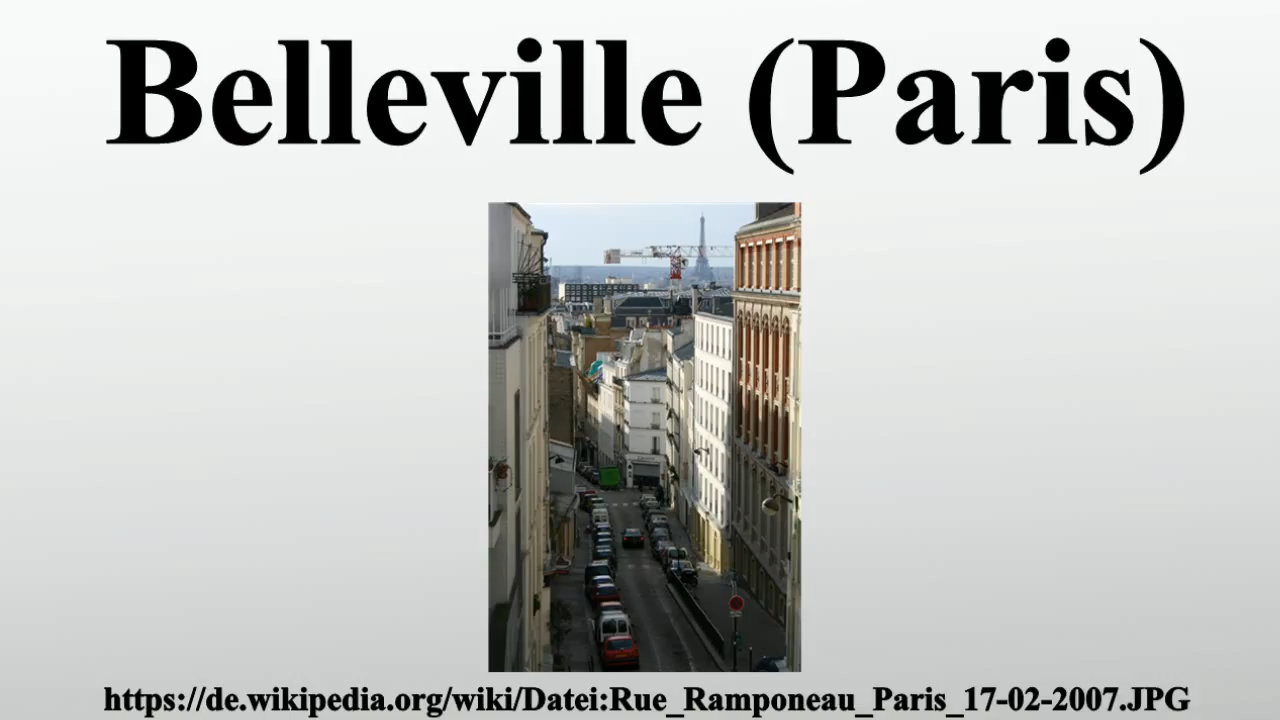 Belleville (Paris)
https://de.wikipedia.org/wiki/Datei:Rue_Ramponeau_Paris_17-02-2007.JPG